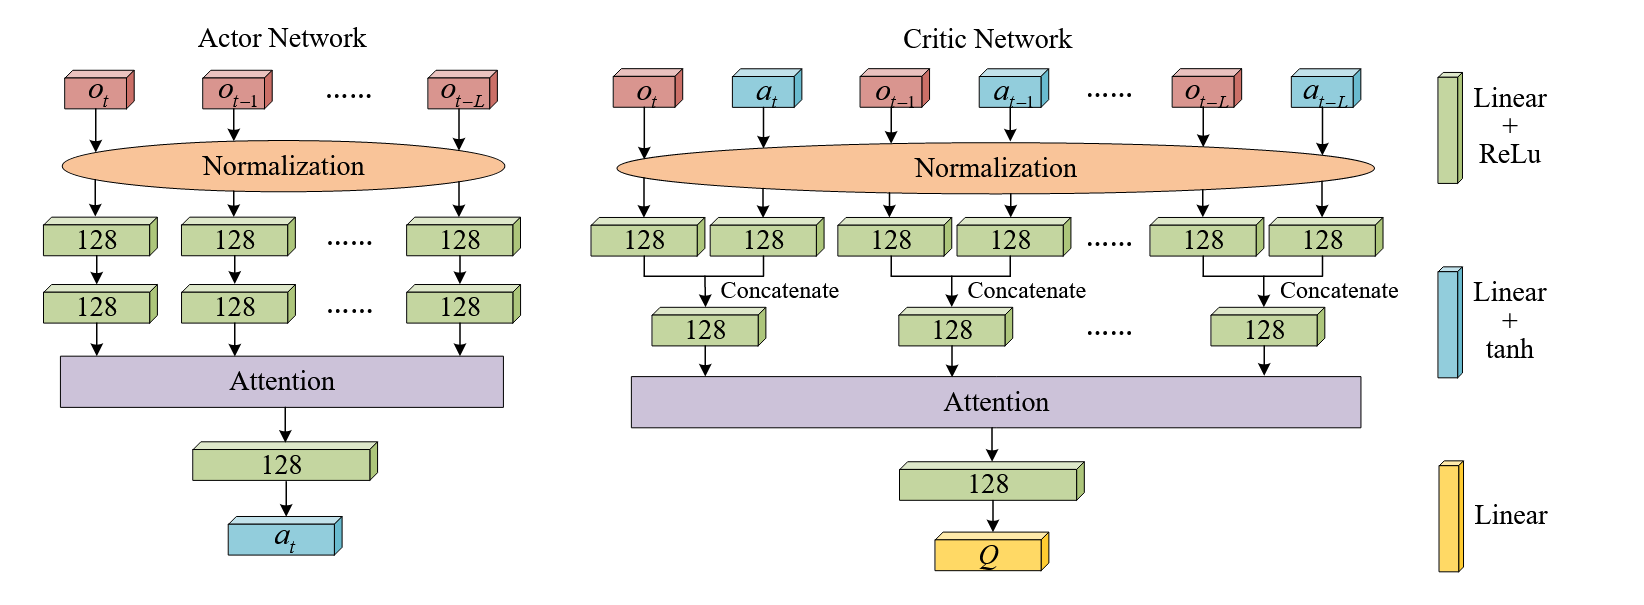 Actor Network
o_t o_{t-1} ...... o_{t-L}
Normalization
128 128 ...... 128
128 128 ...... 128
Attention
128
a_t
Critic Network
o_t a_t o_{t-1} a_{t-1} ...... o_{t-L} a_{t-L}
Normalization
128 128 128 128 ...... 128 128
Concatenate Concatenate Concatenate
128 128 ...... 128
Attention
128
Q
Linear
+
ReLu
Linear
+
tanh
Linear